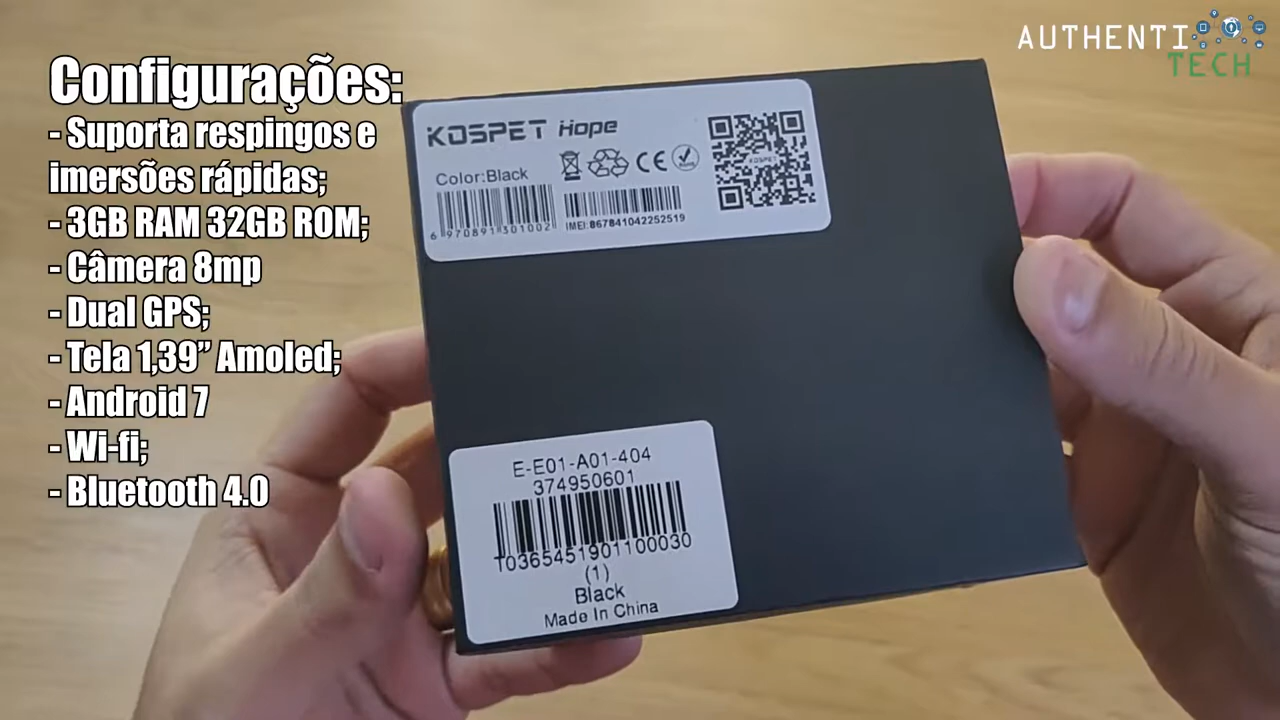 AUTHENTI
TECH
Configurações:
- Suporta respingos e
imersões rápidas;
- 3GB RAM 32GB ROM;
- Câmera 8mp
- Dual GPS;
- Tela 1,39” Amoled;
- Android 7
- Wi-fi;
- Bluetooth 4.0
KOSPET Hope
Color:Black
6 970891 301002
IMEI:867841042252519
KOSPET
E-E01-A01-404
374950601
T0365451901100030
(1)
Black
Made In China